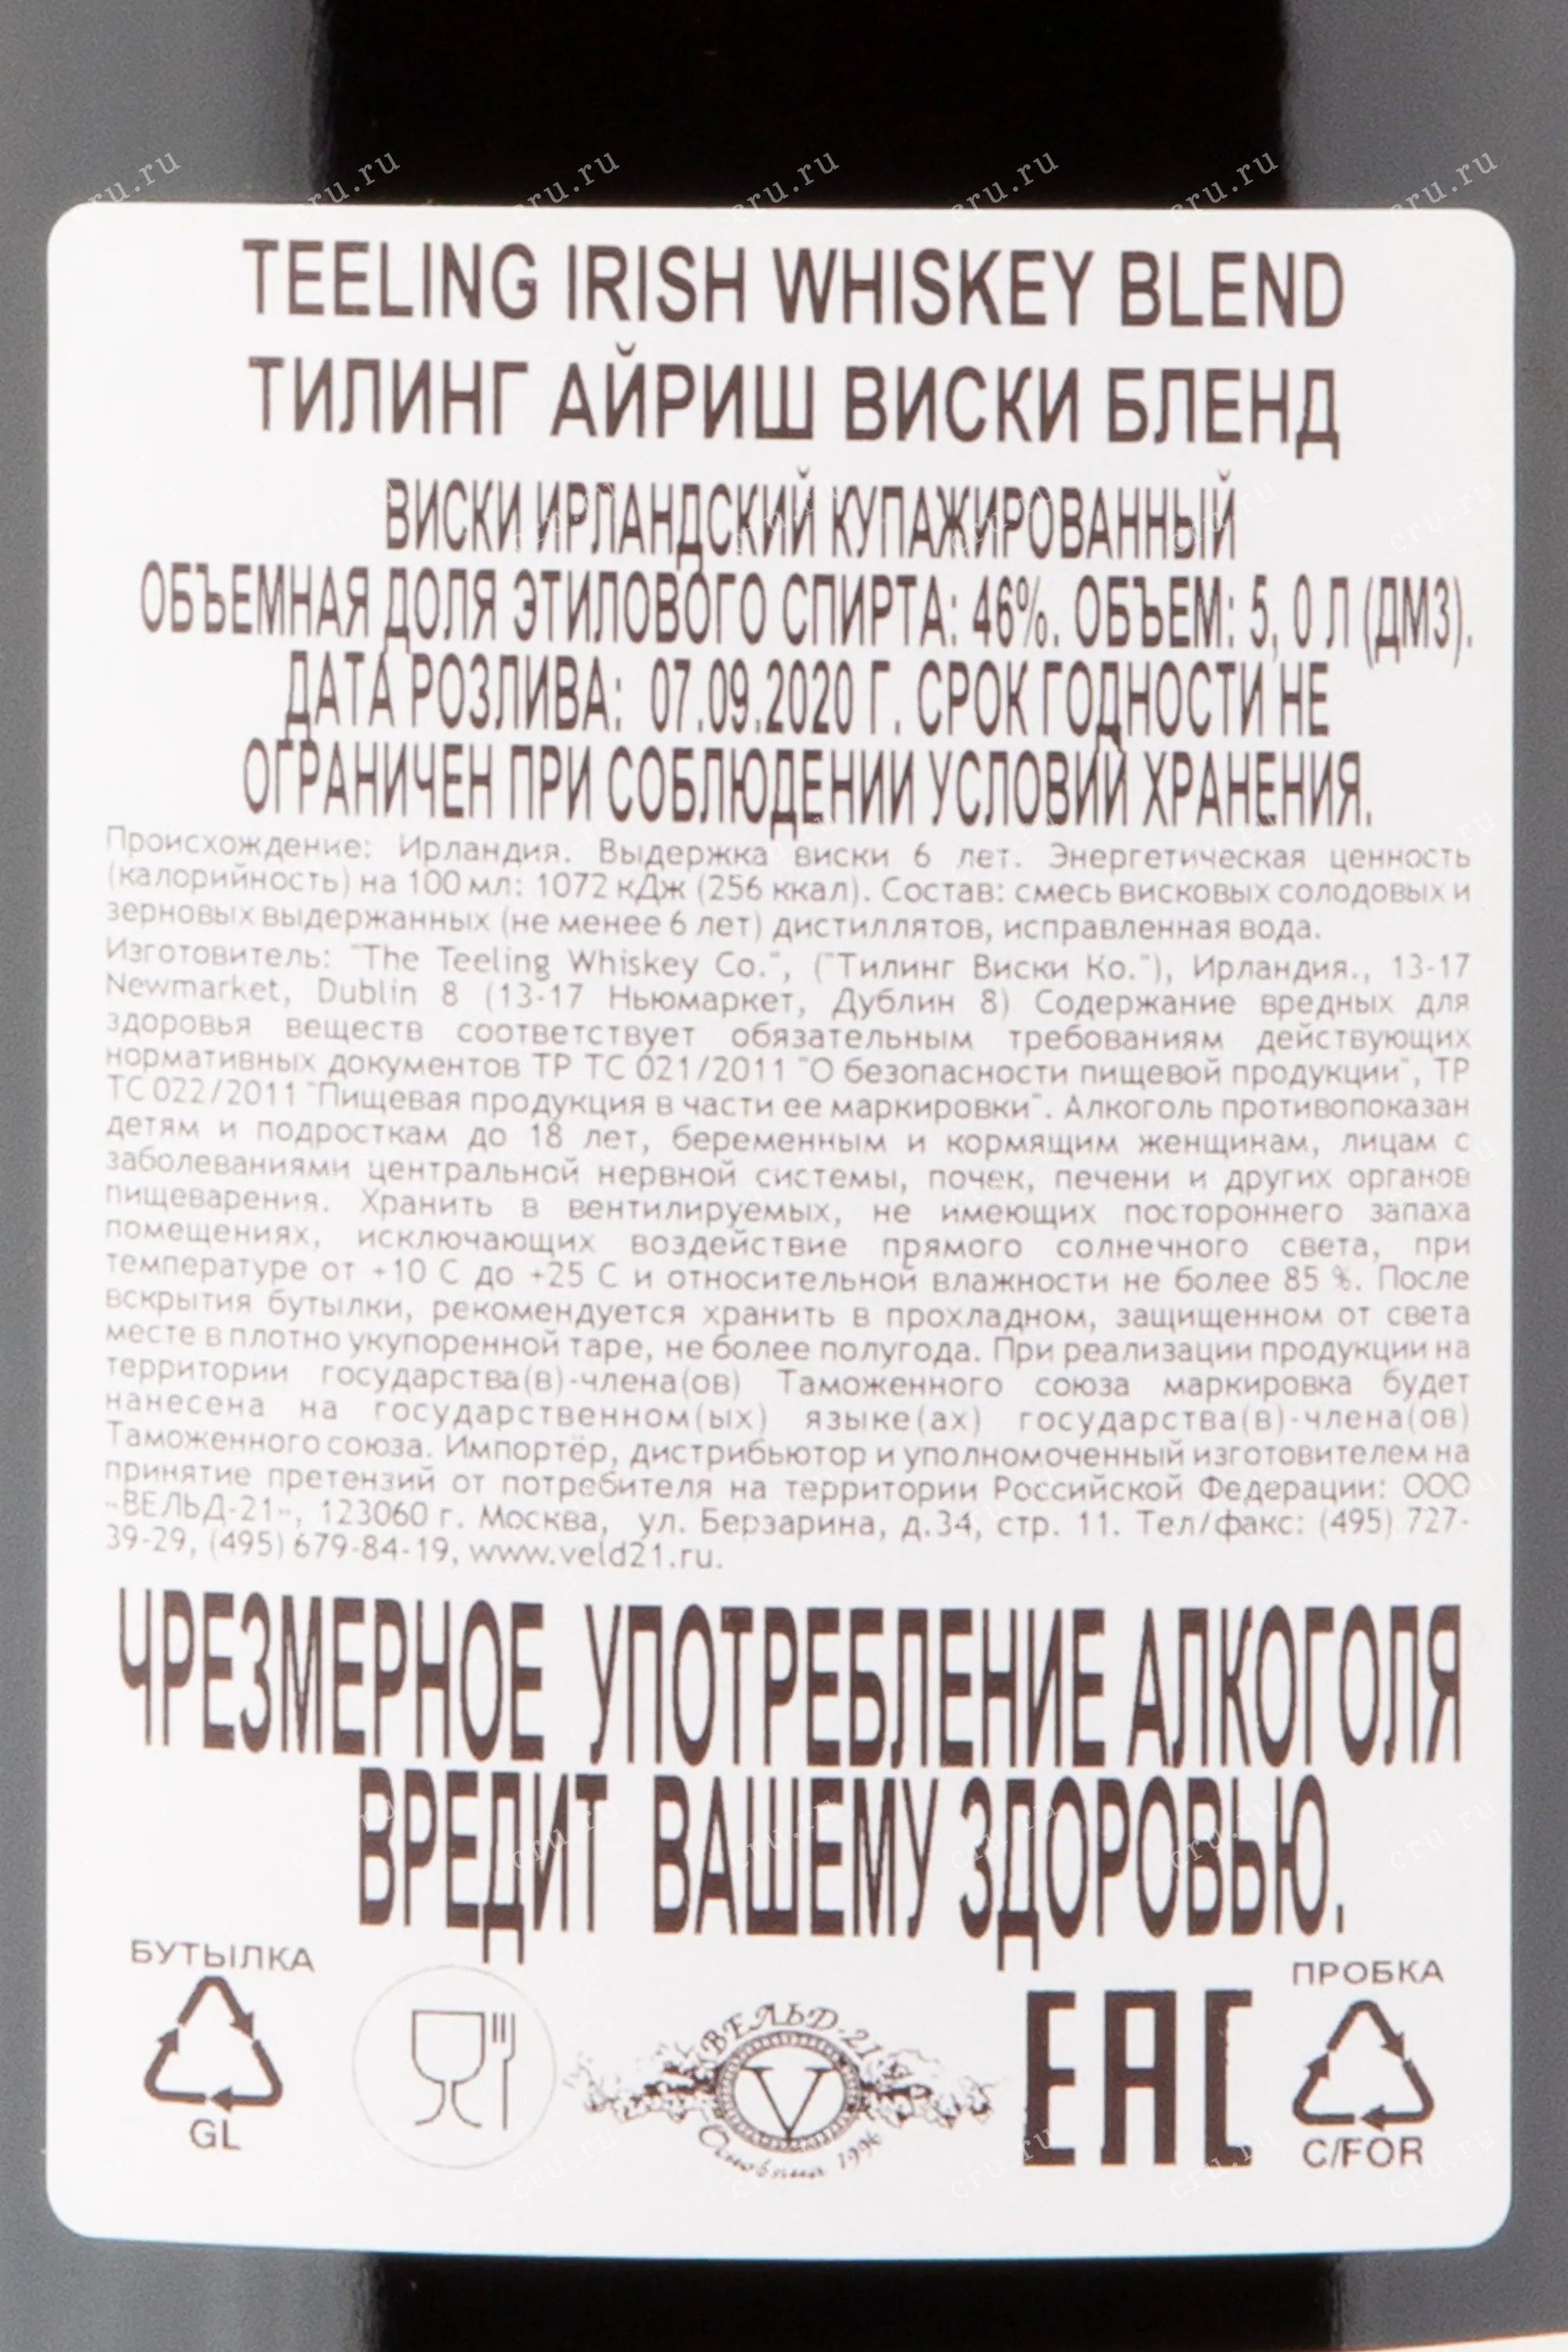 TEELING IRISH WHISKEY BLEND
ТИЛИНГ АЙРИШ ВИСКИ БЛЕНД
ВИСКИ ИРЛАНДСКИЙ КУПАЖИРОВАННЫЙ
ОБЪЕМНАЯ ДОЛЯ ЭТИЛОВОГО СПИРТА: 46%. ОБЪЕМ: 5, 0 Л (ДМ3).
ДАТА РОЗЛИВА: 07.09.2020 Г. СРОК ГОДНОСТИ НЕ
ОГРАНИЧЕН ПРИ СОБЛЮДЕНИИ УСЛОВИЙ ХРАНЕНИЯ.
Происхождение: Ирландия. Выдержка виски 6 лет. Энергетическая ценность
(калорийность) на 100 мл: 1072 кДж (256 ккал). Состав: смесь висковых солодовых и
зерновых выдержанных (не менее 6 лет) дистиллятов, исправленная вода.
Изготовитель: "The Teeling Whiskey Co.", ("Тилинг Виски Ко."), Ирландия., 13-17
Newmarket, Dublin 8 (13-17 Ньюмаркет, Дублин 8) Содержание вредных для
здоровья веществ соответствует обязательным требованиям действующих
нормативных документов ТР ТС 021/2011 "О безопасности пищевой продукции", ТР
ТС 022/2011 "Пищевая продукция в части ее маркировки". Алкоголь противопоказан
детям и подросткам до 18 лет, беременным и кормящим женщинам, лицам с
заболеваниями центральной нервной системы, почек, печени и других органов
пищеварения. Хранить в вентилируемых, не имеющих постороннего запаха
помещениях, исключающих воздействие прямого солнечного света, при
температуре от +10 С до +25 С и относительной влажности не более 85 %. После
вскрытия бутылки, рекомендуется хранить в прохладном, защищенном от света
месте в плотно укупоренной таре, не более полугода. При реализации продукции на
территории государства(в)-члена(ов) Таможенного союза маркировка будет
нанесена на государственном(ых) языке(ах) государства(в)-члена(ов)
Таможенного союза. Импортёр, дистрибьютор и уполномоченный изготовителем на
принятие претензий от потребителя на территории Российской Федерации: ООО
«ВЕЛЬД-21», 123060 г. Москва, ул. Берзарина, д.34, стр. 11. Тел/факс: (495) 727-
39-29, (495) 679-84-19, www.veld21.ru.
ЧРЕЗМЕРНОЕ УПОТРЕБЛЕНИЕ АЛКОГОЛЯ
ВРЕДИТ ВАШЕМУ ЗДОРОВЬЮ.
БУТЫЛКА
GL
ВЕЛЬД-21
V
Основана 1996
EAC
ПРОБКА
C/FOR
cru.ru